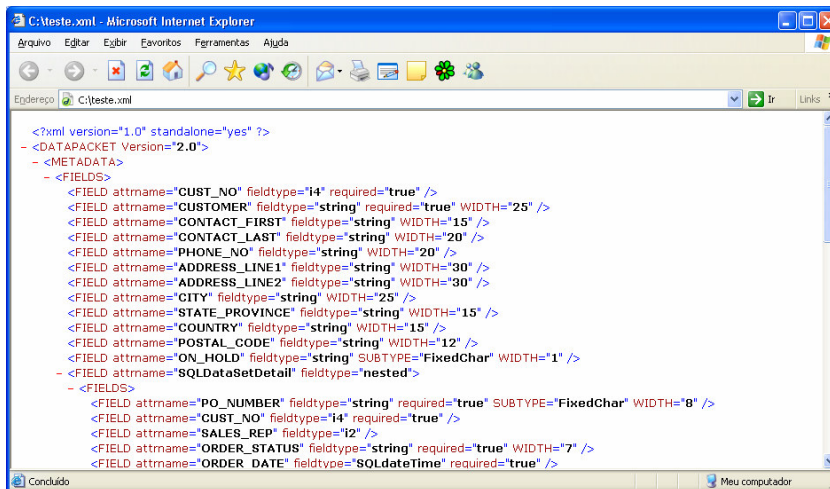 C:\teste.xml - Microsoft Internet Explorer
Arquivo Editar Exibir Favoritos Ferramentas Ajuda
Endereço C:\teste.xml Ir Links
<?xml version="1.0" standalone="yes" ?>
- <DATAPACKET Version="2.0">
- <METADATA>
- <FIELDS>
<FIELD attrname="CUST_NO" fieldtype="i4" required="true" />
<FIELD attrname="CUSTOMER" fieldtype="string" required="true" WIDTH="25" />
<FIELD attrname="CONTACT_FIRST" fieldtype="string" WIDTH="15" />
<FIELD attrname="CONTACT_LAST" fieldtype="string" WIDTH="20" />
<FIELD attrname="PHONE_NO" fieldtype="string" WIDTH="20" />
<FIELD attrname="ADDRESS_LINE1" fieldtype="string" WIDTH="30" />
<FIELD attrname="ADDRESS_LINE2" fieldtype="string" WIDTH="30" />
<FIELD attrname="CITY" fieldtype="string" WIDTH="25" />
<FIELD attrname="STATE_PROVINCE" fieldtype="string" WIDTH="15" />
<FIELD attrname="COUNTRY" fieldtype="string" WIDTH="15" />
<FIELD attrname="POSTAL_CODE" fieldtype="string" WIDTH="12" />
<FIELD attrname="ON_HOLD" fieldtype="string" SUBTYPE="FixedChar" WIDTH="1" />
- <FIELD attrname="SQLDataSetDetail" fieldtype="nested">
- <FIELDS>
<FIELD attrname="PO_NUMBER" fieldtype="string" required="true" SUBTYPE="FixedChar" WIDTH="8" />
<FIELD attrname="CUST_NO" fieldtype="i4" required="true" />
<FIELD attrname="SALES_REP" fieldtype="i2" />
<FIELD attrname="ORDER_STATUS" fieldtype="string" required="true" WIDTH="7" />
<FIELD attrname="ORDER_DATE" fieldtype="SQLdateTime" required="true" />
Concluído Meu computador